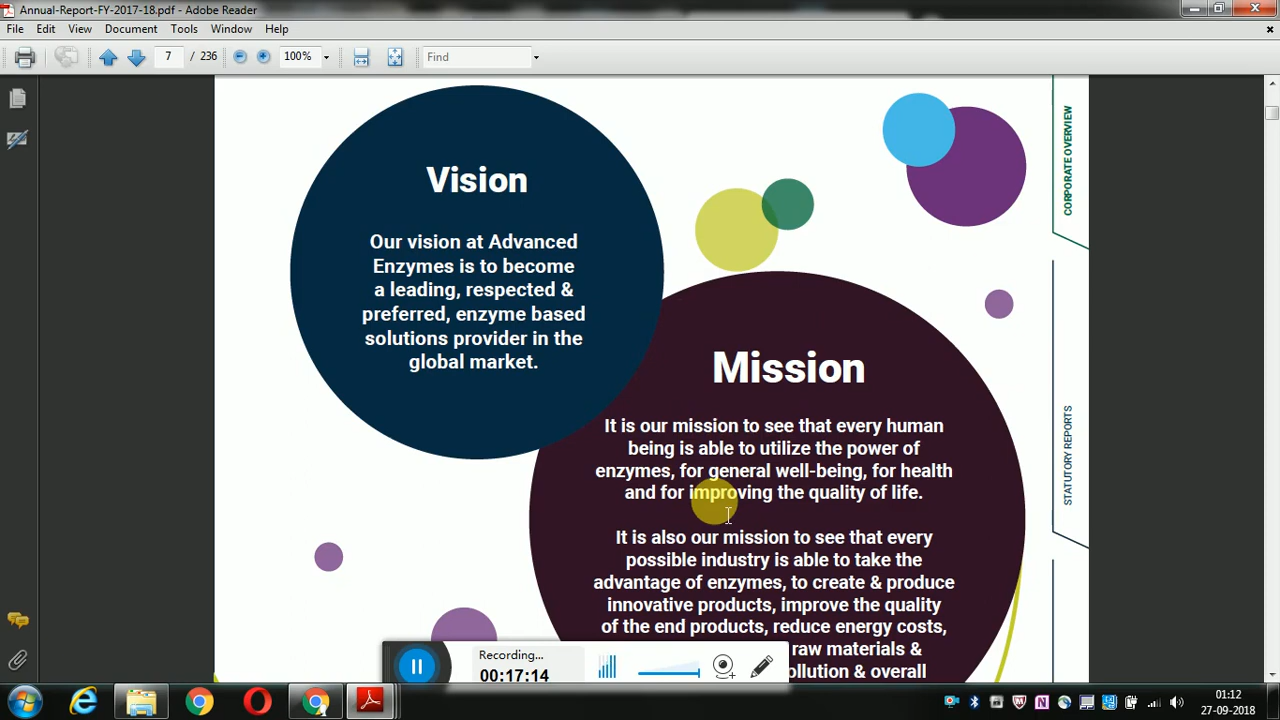 Annual-Report-FY-2017-18.pdf - Adobe Reader
File Edit View Document Tools Window Help
7 / 236 100% Find
Vision
Our vision at Advanced
Enzymes is to become
a leading, respected &
preferred, enzyme based
solutions provider in the
global market.
Mission
It is our mission to see that every human
being is able to utilize the power of
enzymes, for general well-being, for health
and for improving the quality of life.
It is also our mission to see that every
possible industry is able to take the
advantage of enzymes, to create & produce
innovative products, improve the quality
of the end products, reduce energy costs,
raw materials &
ollution & overall
CORPORATE OVERVIEW
STATUTORY REPORTS
Recording...
00:17:14
01:12
27-09-2018